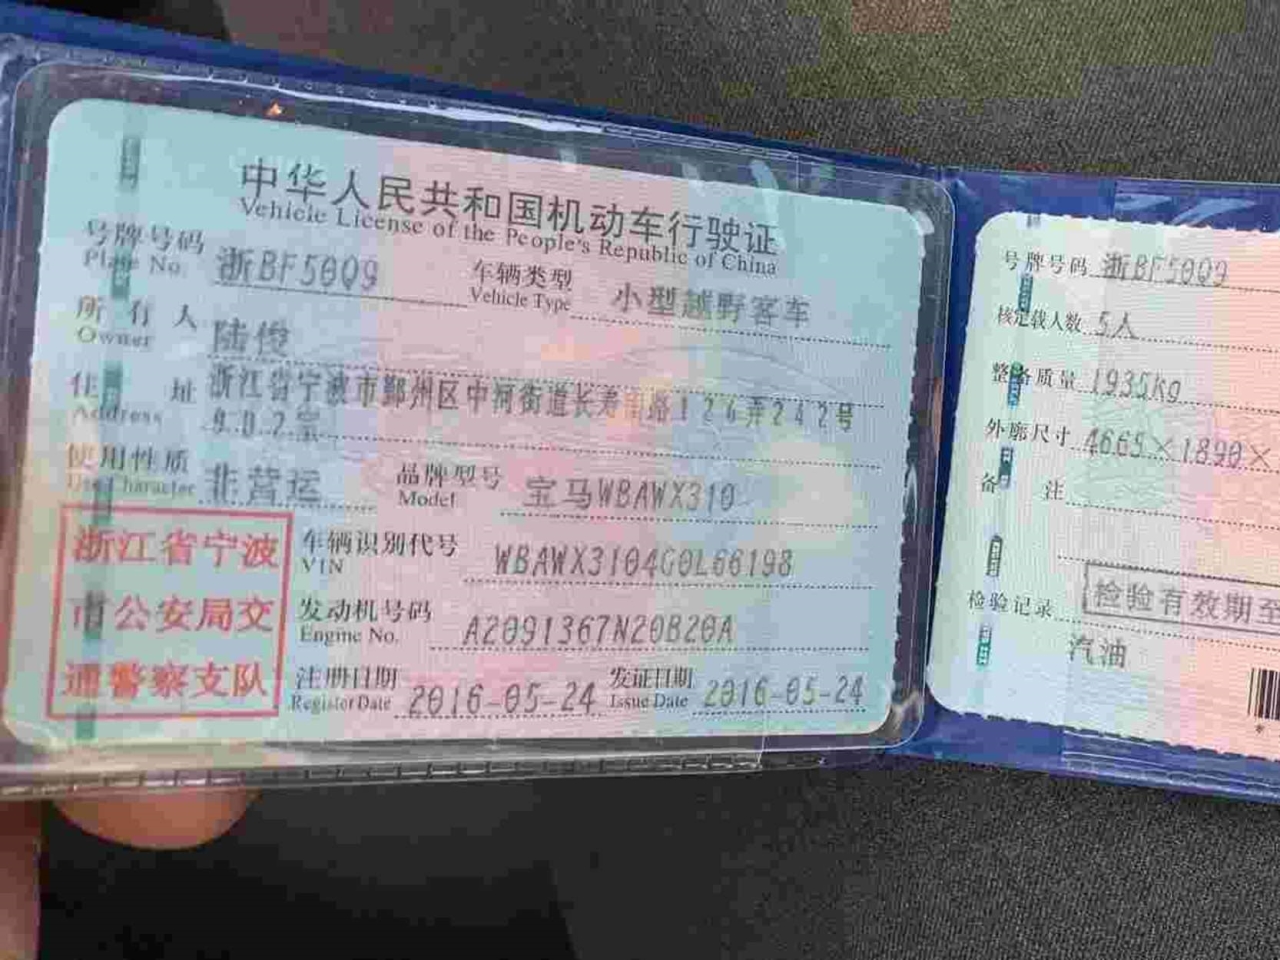 中华人民共和国机动车行驶证
Vehicle License of the People's Republic of China
号牌号码 浙BF50Q9 车辆类型 小型越野客车
Plate No. Vehicle Type
所有人 陆俊
Owner
住址 浙江省宁波市鄞州区中河街道长寿南路126弄242号
Address 902室
使用性质 非营运 品牌型号 宝马WBAWX310
Use Character Model
浙江省宁波
市公安局交
通警察支队
车辆识别代号 WBAWX3104G0L66198
VIN
发动机号码 A2091367N20B20A
Engine No.
注册日期 2016-05-24 发证日期 2016-05-24
Register Date Issue Date
号牌号码 浙BF50Q9
核定载人数 5人
整备质量 1935Kg
外廓尺寸 4665×1890×
备注
检验有效期至
检验记录
汽油
*